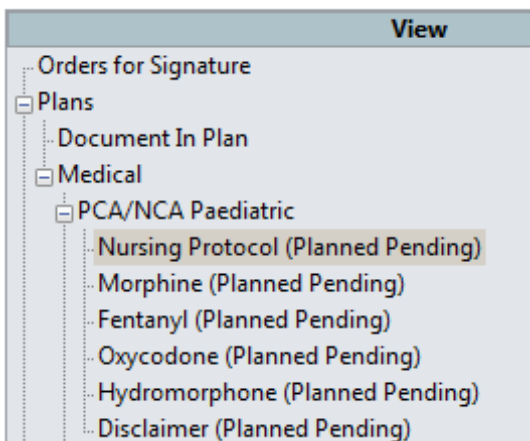 View
Orders for Signature
Plans
Document In Plan
Medical
PCA/NCA Paediatric
Nursing Protocol (Planned Pending)
Morphine (Planned Pending)
Fentanyl (Planned Pending)
Oxycodone (Planned Pending)
Hydromorphone (Planned Pending)
Disclaimer (Planned Pending)